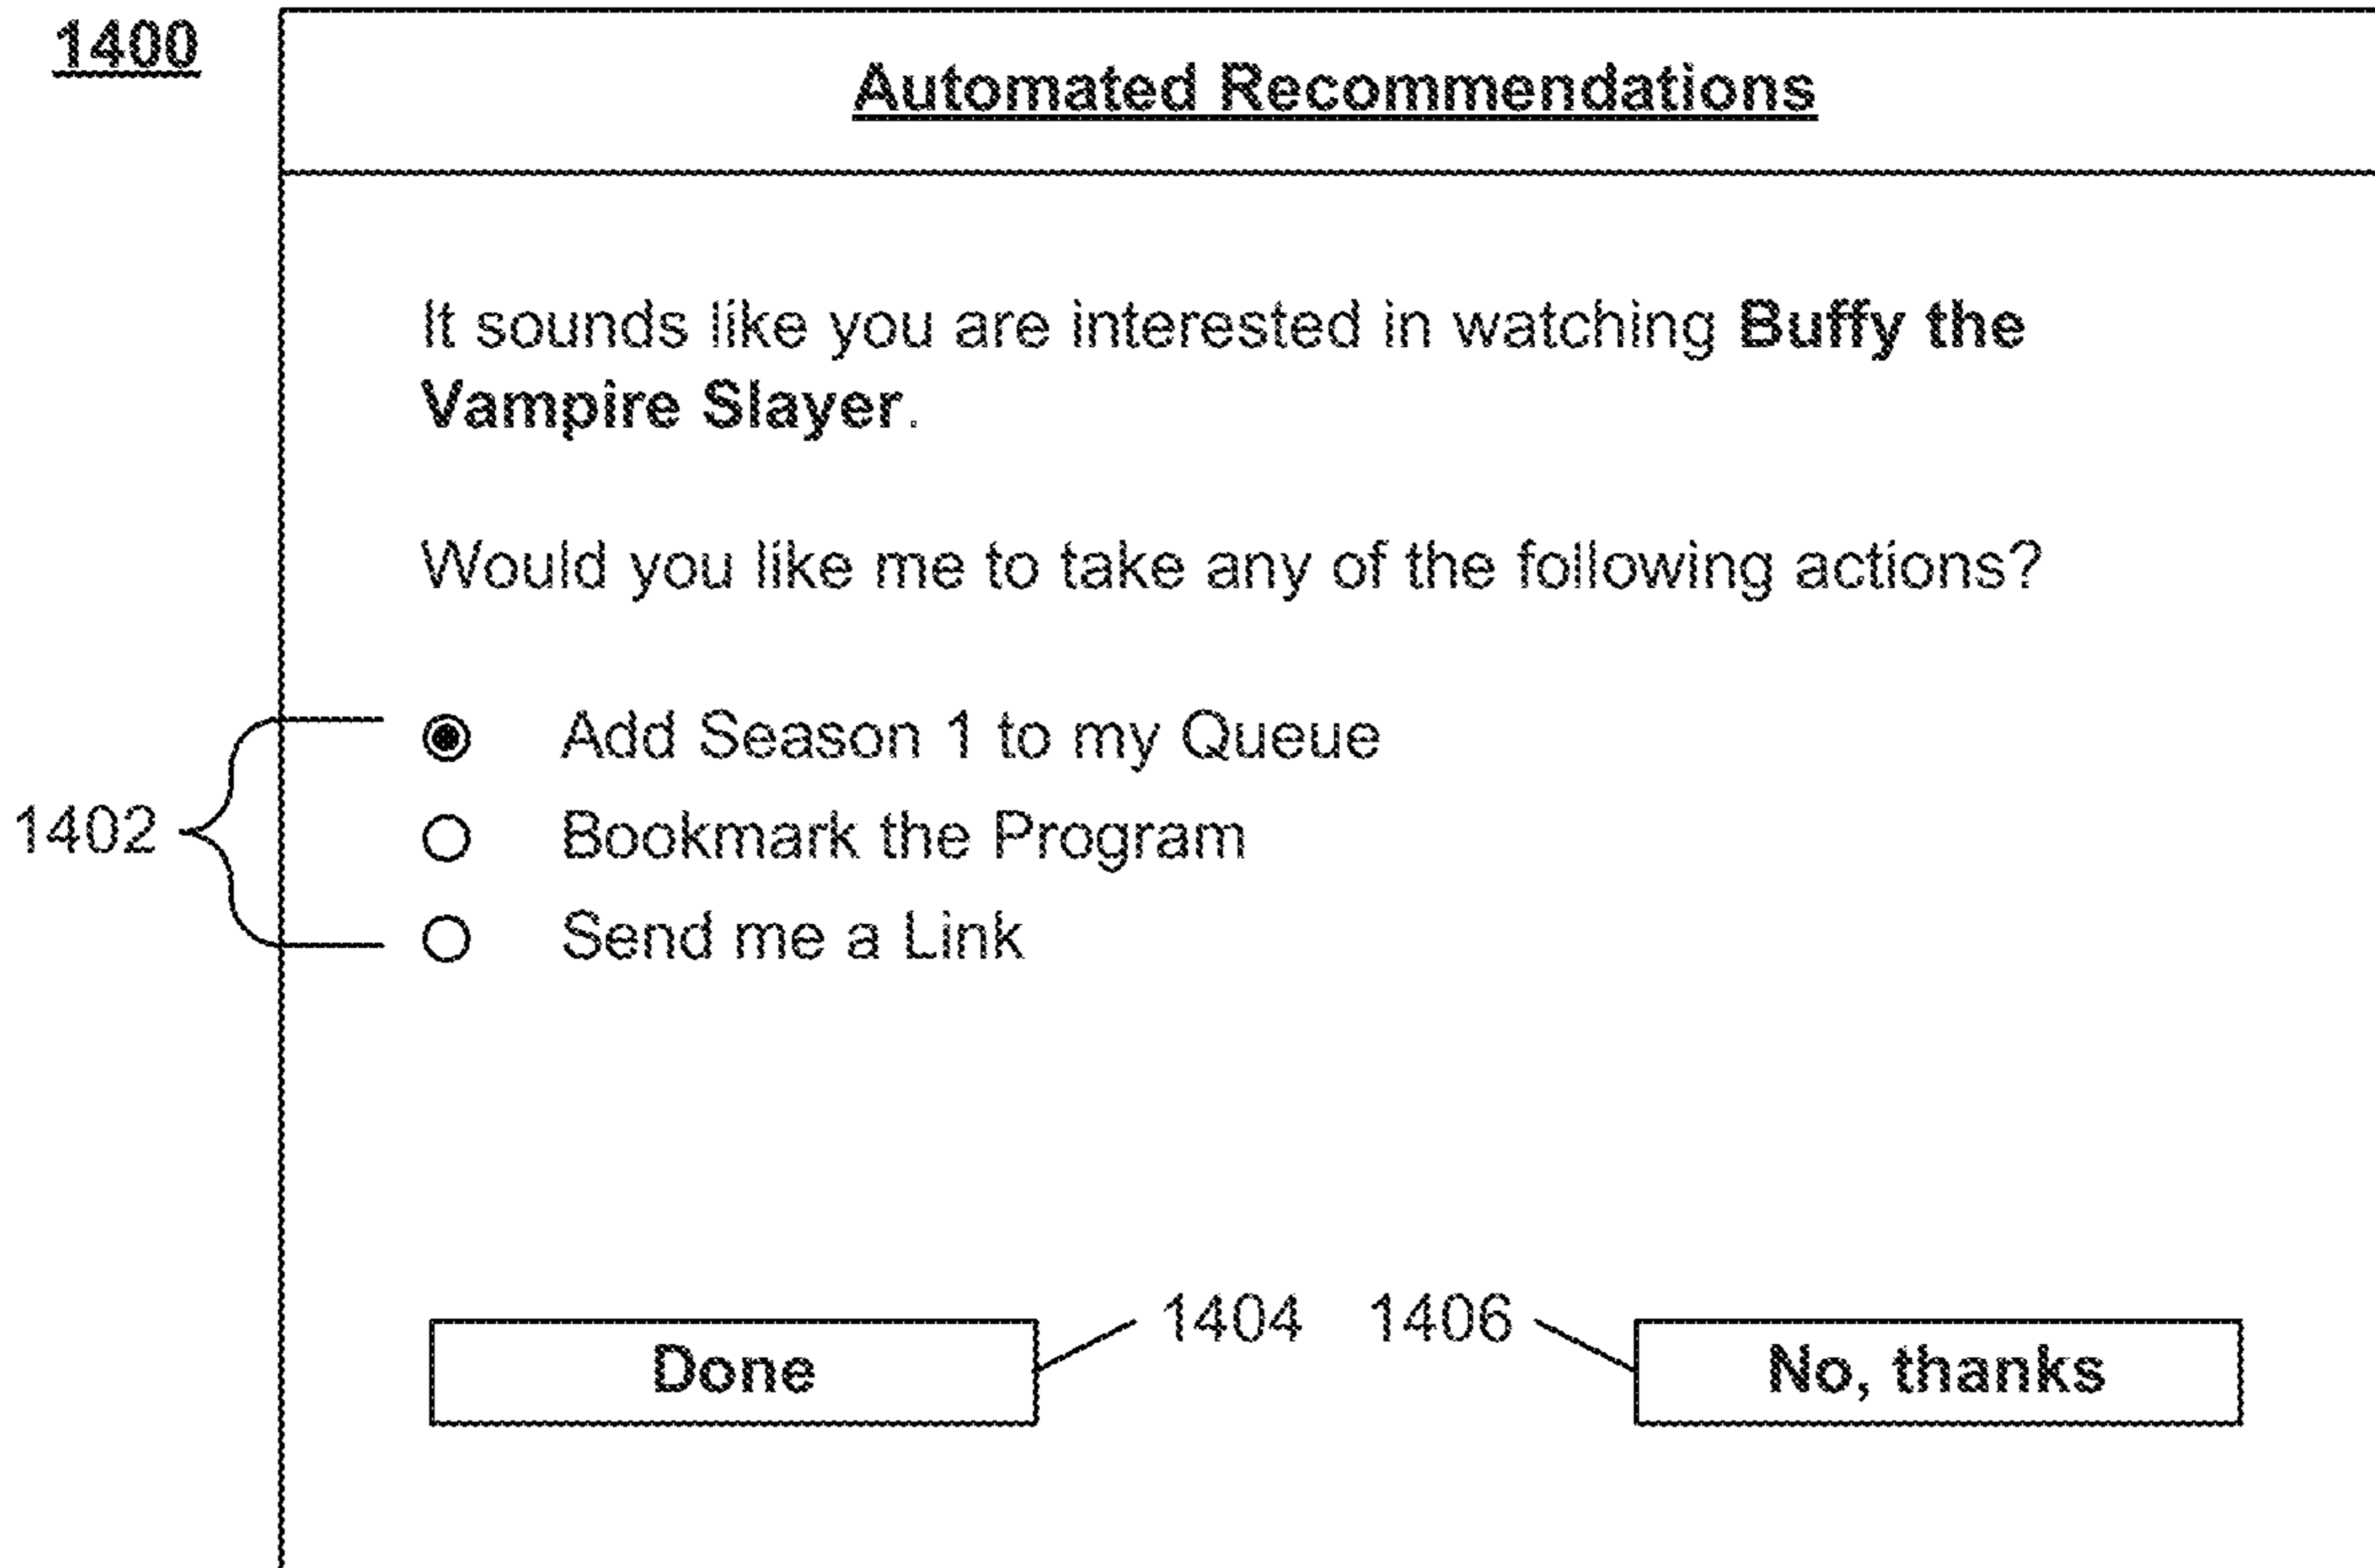 1400
Automated Recommendations
It sounds like you are interested in watching Buffy the
Vampire Slayer.
Would you like me to take any of the following actions?
Add Season 1 to my Queue
1402
Bookmark the Program
Send me a Link
1404 1406
Done
No, thanks